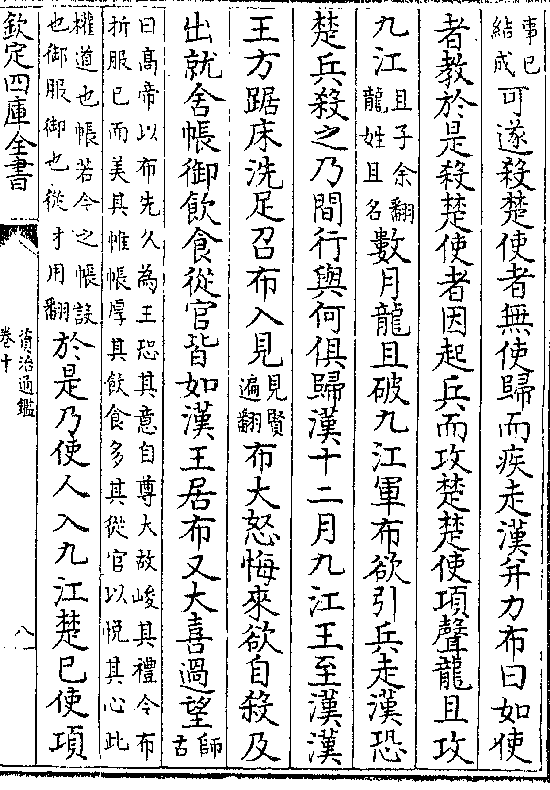 事已結成可遂殺楚使者無使歸而疾走漢并力布曰如使
者教於是殺楚使者因起兵而攻楚楚使項聲龍且攻
九江且子余翻龍姓且名數月龍且破九江軍布欲引兵走漢恐
楚兵殺之乃間行與何俱歸漢十二月九江王至漢漢
王方踞床洗足召布入見見賢遍翻布大怒悔來欲自殺及
出就舍帳御飲食從官皆如漢王居布又大喜過望師古
曰高帝以布先久為王恐其意自尊大故峻其禮令布
折服已而美其帷帳厚其飲食多其從官以悅其心此
權道也帳若今之帳設也御服御也從才用翻於是乃使人入九江楚已使項
欽定四庫全書
資治通鑑
卷十
八